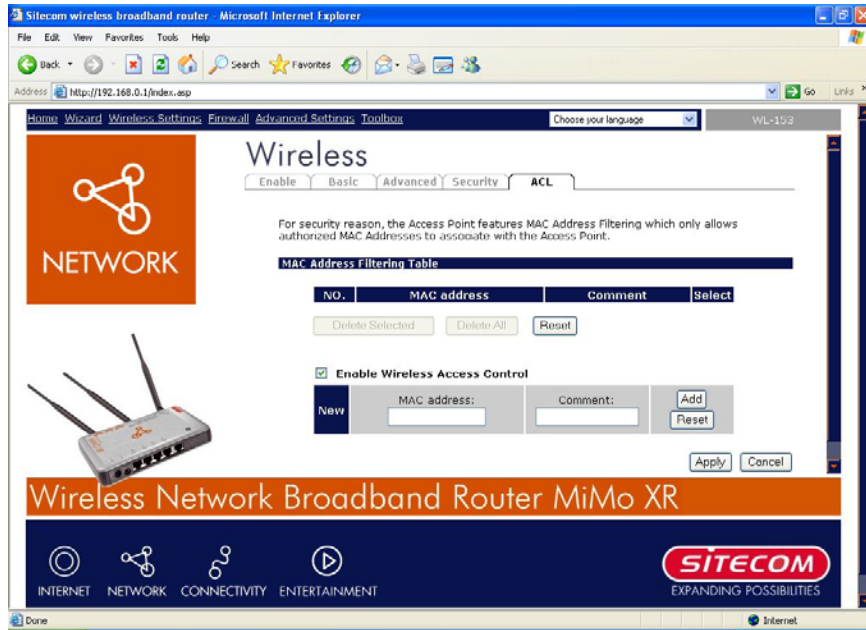 Sitecom wireless broadband router - Microsoft Internet Explorer
File Edit View Favorites Tools Help
Back Search Favorites
Address http://192.168.0.1/index.asp Go Links
Home Wizard Wireless Settings Firewall Advanced Settings Toolbox Choose your language WL-153
Wireless
Enable Basic Advanced Security ACL
For security reason, the Access Point features MAC Address Filtering which only allows
authorized MAC Addresses to associate with the Access Point.
NETWORK
MAC Address Filtering Table
NO. MAC address Comment Select
Delete Selected Delete All Reset
Enable Wireless Access Control
New MAC address: Comment: Add
Reset
Apply Cancel
Wireless Network Broadband Router MiMo XR
INTERNET NETWORK CONNECTIVITY ENTERTAINMENT
SITECOM
EXPANDING POSSIBILITIES
Done Internet